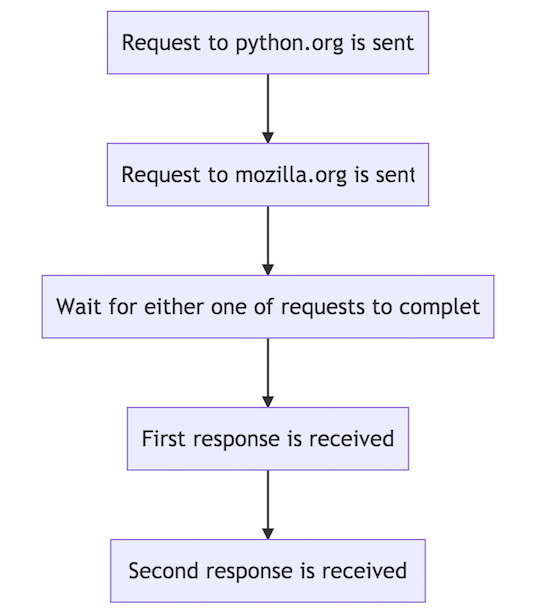 Request to python.org is sent
Request to mozilla.org is sent
Wait for either one of requests to complet
First response is received
Second response is received